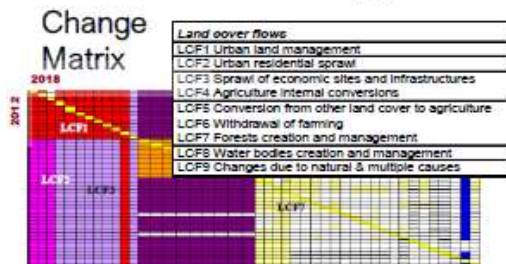 Change
Matrix
Land cover flows
LCF1 Urban land management
LCF2 Urban residential sprawl
LCF3 Sprawl of economic sites and infrastructures
LCF4 Agriculture internal conversions
LCF5 Conversion from other land cover to agriculture
LCF6 Withdrawal of farming
LCF7 Forests creation and management
LCF8 Water bodies creation and management
LCF9 Changes due to natural & multiple causes
2018
2012
LCF1
LCF2
LCF3
LCF7